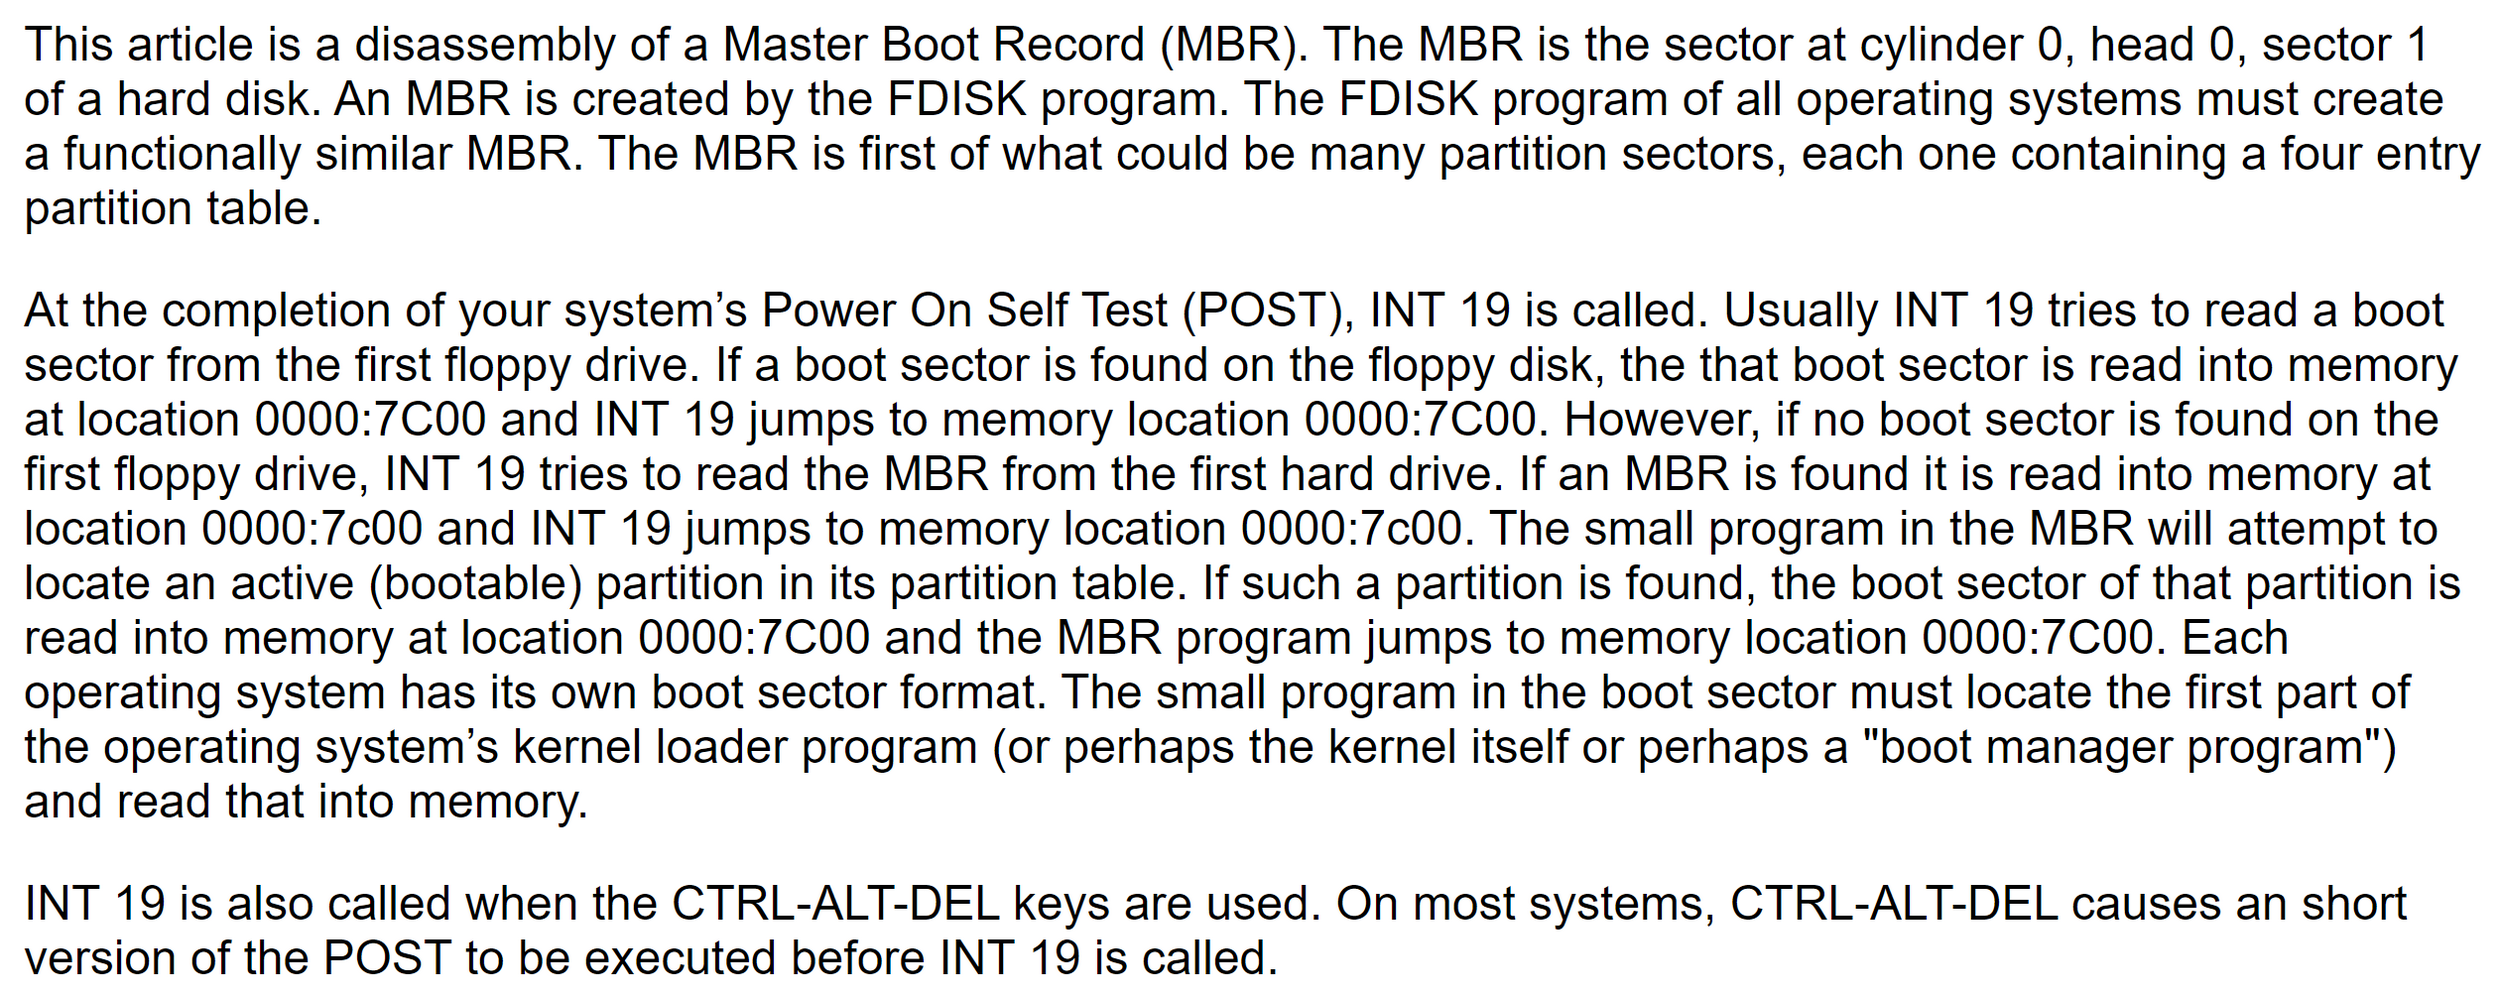 This article is a disassembly of a Master Boot Record (MBR). The MBR is the sector at cylinder 0, head 0, sector 1
of a hard disk. An MBR is created by the FDISK program. The FDISK program of all operating systems must create
a functionally similar MBR. The MBR is first of what could be many partition sectors, each one containing a four entry
partition table.

At the completion of your system’s Power On Self Test (POST), INT 19 is called. Usually INT 19 tries to read a boot
sector from the first floppy drive. If a boot sector is found on the floppy disk, the that boot sector is read into memory
at location 0000:7C00 and INT 19 jumps to memory location 0000:7C00. However, if no boot sector is found on the
first floppy drive, INT 19 tries to read the MBR from the first hard drive. If an MBR is found it is read into memory at
location 0000:7c00 and INT 19 jumps to memory location 0000:7c00. The small program in the MBR will attempt to
locate an active (bootable) partition in its partition table. If such a partition is found, the boot sector of that partition is
read into memory at location 0000:7C00 and the MBR program jumps to memory location 0000:7C00. Each
operating system has its own boot sector format. The small program in the boot sector must locate the first part of
the operating system’s kernel loader program (or perhaps the kernel itself or perhaps a "boot manager program")
and read that into memory.

INT 19 is also called when the CTRL-ALT-DEL keys are used. On most systems, CTRL-ALT-DEL causes an short
version of the POST to be executed before INT 19 is called.